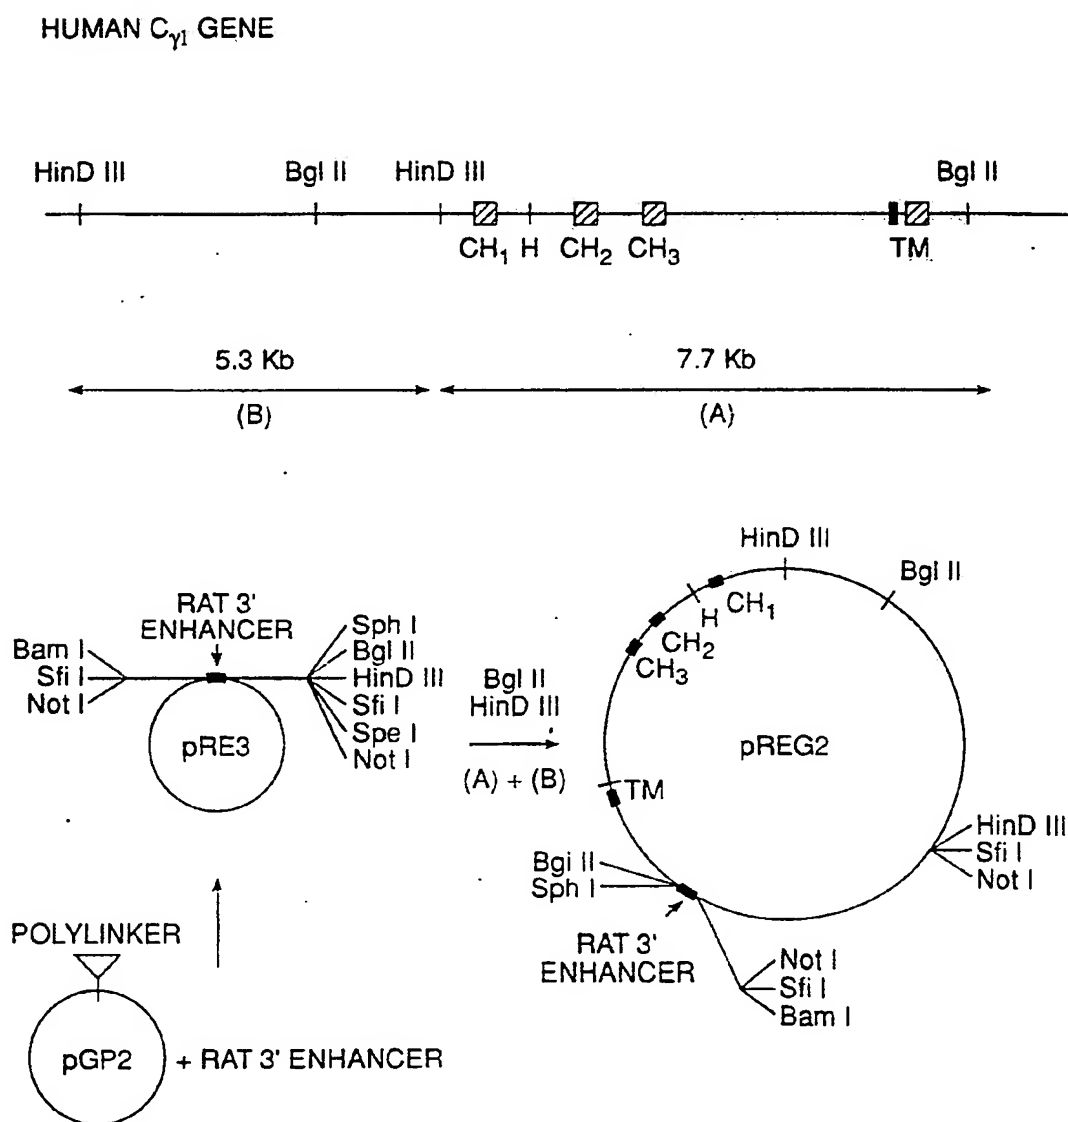 HUMAN Cγ1 GENE
HinD III
Bgl II
HinD III
Bgl II
CH1
H
CH2
CH3
TM
5.3 Kb
7.7 Kb
(B)
(A)
RAT 3'
ENHANCER
Bam I
Sfi I
Not I
Sph I
Bgl II
HinD III
Sfi I
Spe I
Not I
pRE3
Bgl II
HinD III
(A) + (B)
HinD III
Bgl II
CH1
H
CH2
CH3
pREG2
TM
Bgl II
Sph I
HinD III
Sfi I
Not I
RAT 3'
ENHANCER
Not I
Sfi I
Bam I
POLYLINKER
pGP2
+ RAT 3' ENHANCER